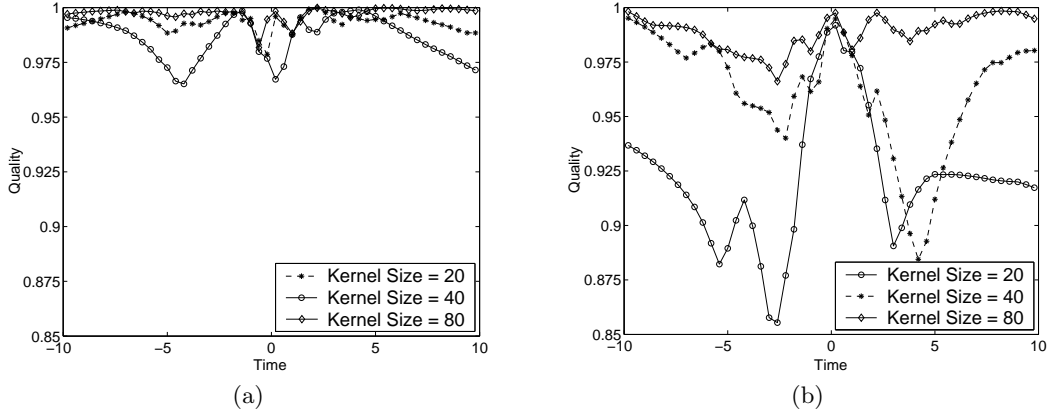 1
0.975
0.95
0.925
0.9
0.875
0.85
Quality
−10
−5
0
5
10
Time
Kernel Size = 20
Kernel Size = 40
Kernel Size = 80
(a)
1
0.975
0.95
0.925
0.9
0.875
0.85
Quality
−10
−5
0
5
10
Time
Kernel Size = 20
Kernel Size = 40
Kernel Size = 80
(b)